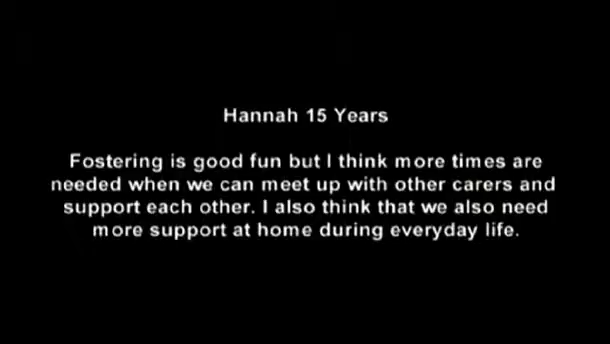 Hannah 15 Years
Fostering is good fun but I think more times are
needed when we can meet up with other carers and
support each other. I also think that we also need
more support at home during everyday life.